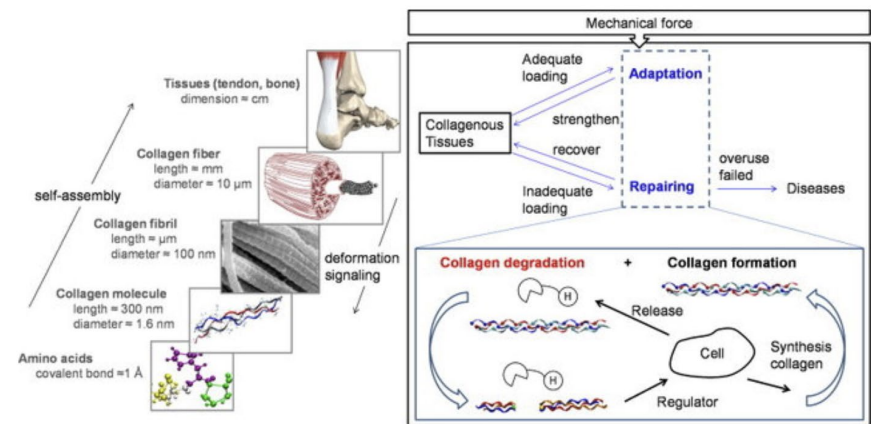 Tissues (tendon, bone)
dimension ≈ cm
Collagen fiber
length ≈ mm
diameter ≈ 10 µm
self-assembly
Collagen fibril
length ≈ µm
diameter ≈ 100 nm
deformation
signaling
Collagen molecule
length ≈ 300 nm
diameter ≈ 1.6 nm
Amino acids
covalent bond ≈1 Å
Mechanical force
Adequate
loading
Adaptation
Collagenous
Tissues
strengthen
recover
Inadequate
loading
Repairing
overuse
failed
Diseases
Collagen degradation + Collagen formation
H
Release
Cell
Synthesis
collagen
H
Regulator